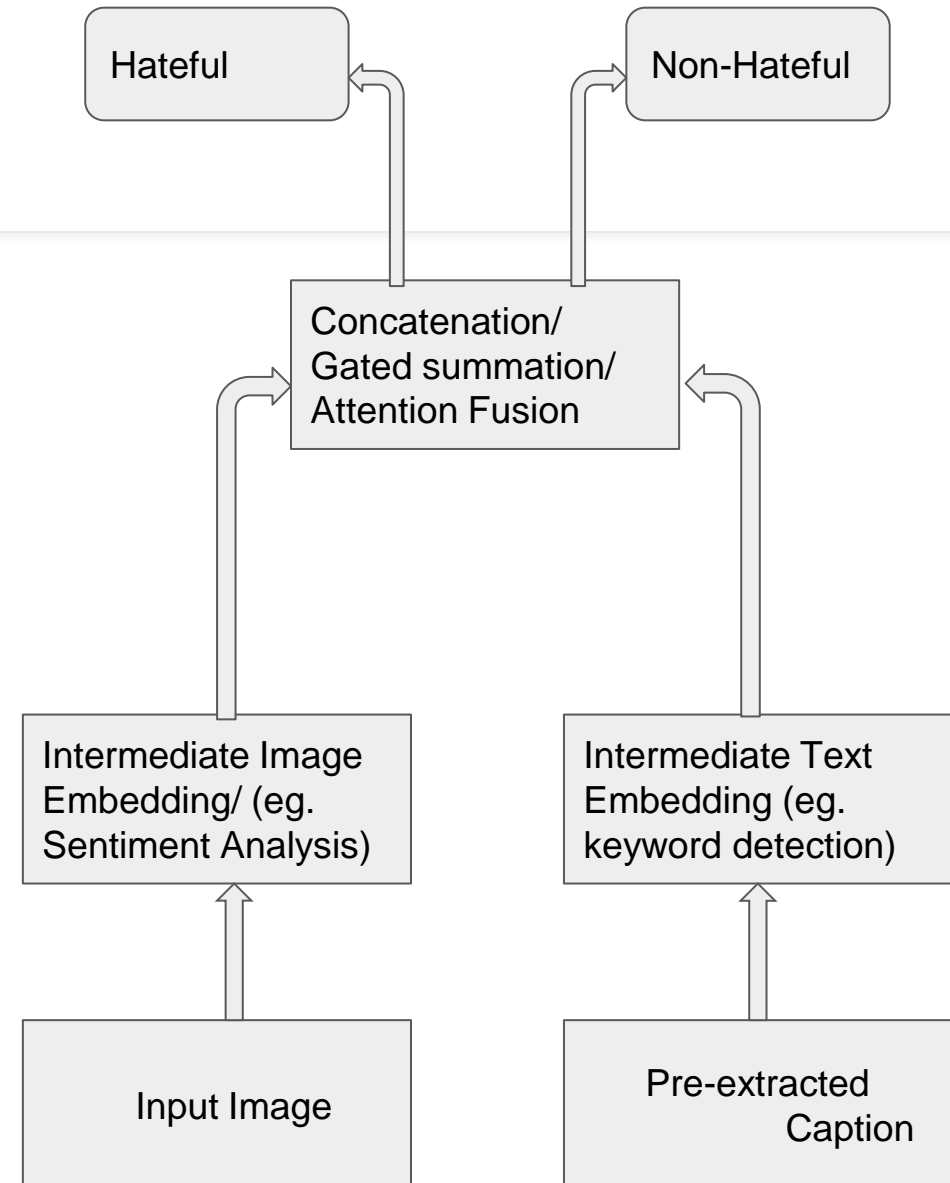 Hateful
Non-Hateful
Concatenation/
Gated summation/
Attention Fusion
Intermediate Image
Embedding/ (eg.
Sentiment Analysis)
Intermediate Text
Embedding (eg.
keyword detection)
Input Image
Pre-extracted
Caption